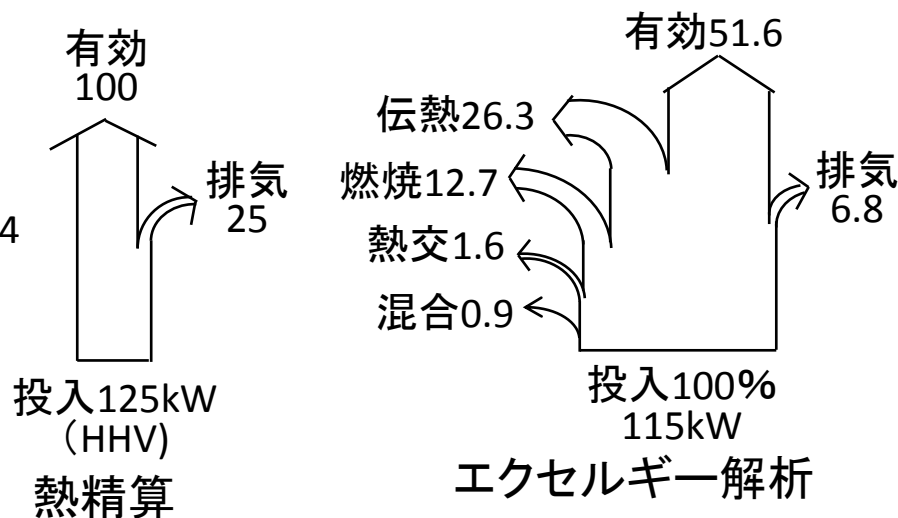 有効
100
排気
25
4
投入125kW
（HHV)
熱精算
有効51.6
伝熱26.3
燃焼12.7
熱交1.6
混合0.9
排気
6.8
投入100%
115kW
エクセルギー解析